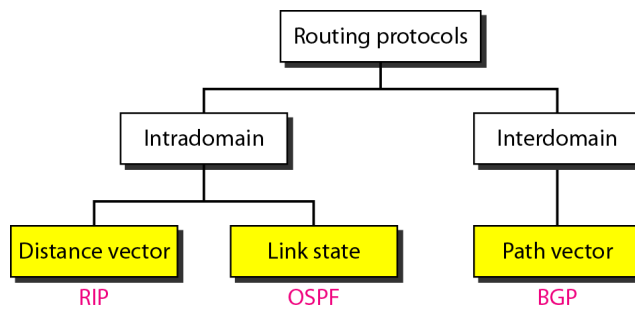 Routing protocols
Intradomain
Interdomain
Distance vector
Link state
Path vector
RIP
OSPF
BGP